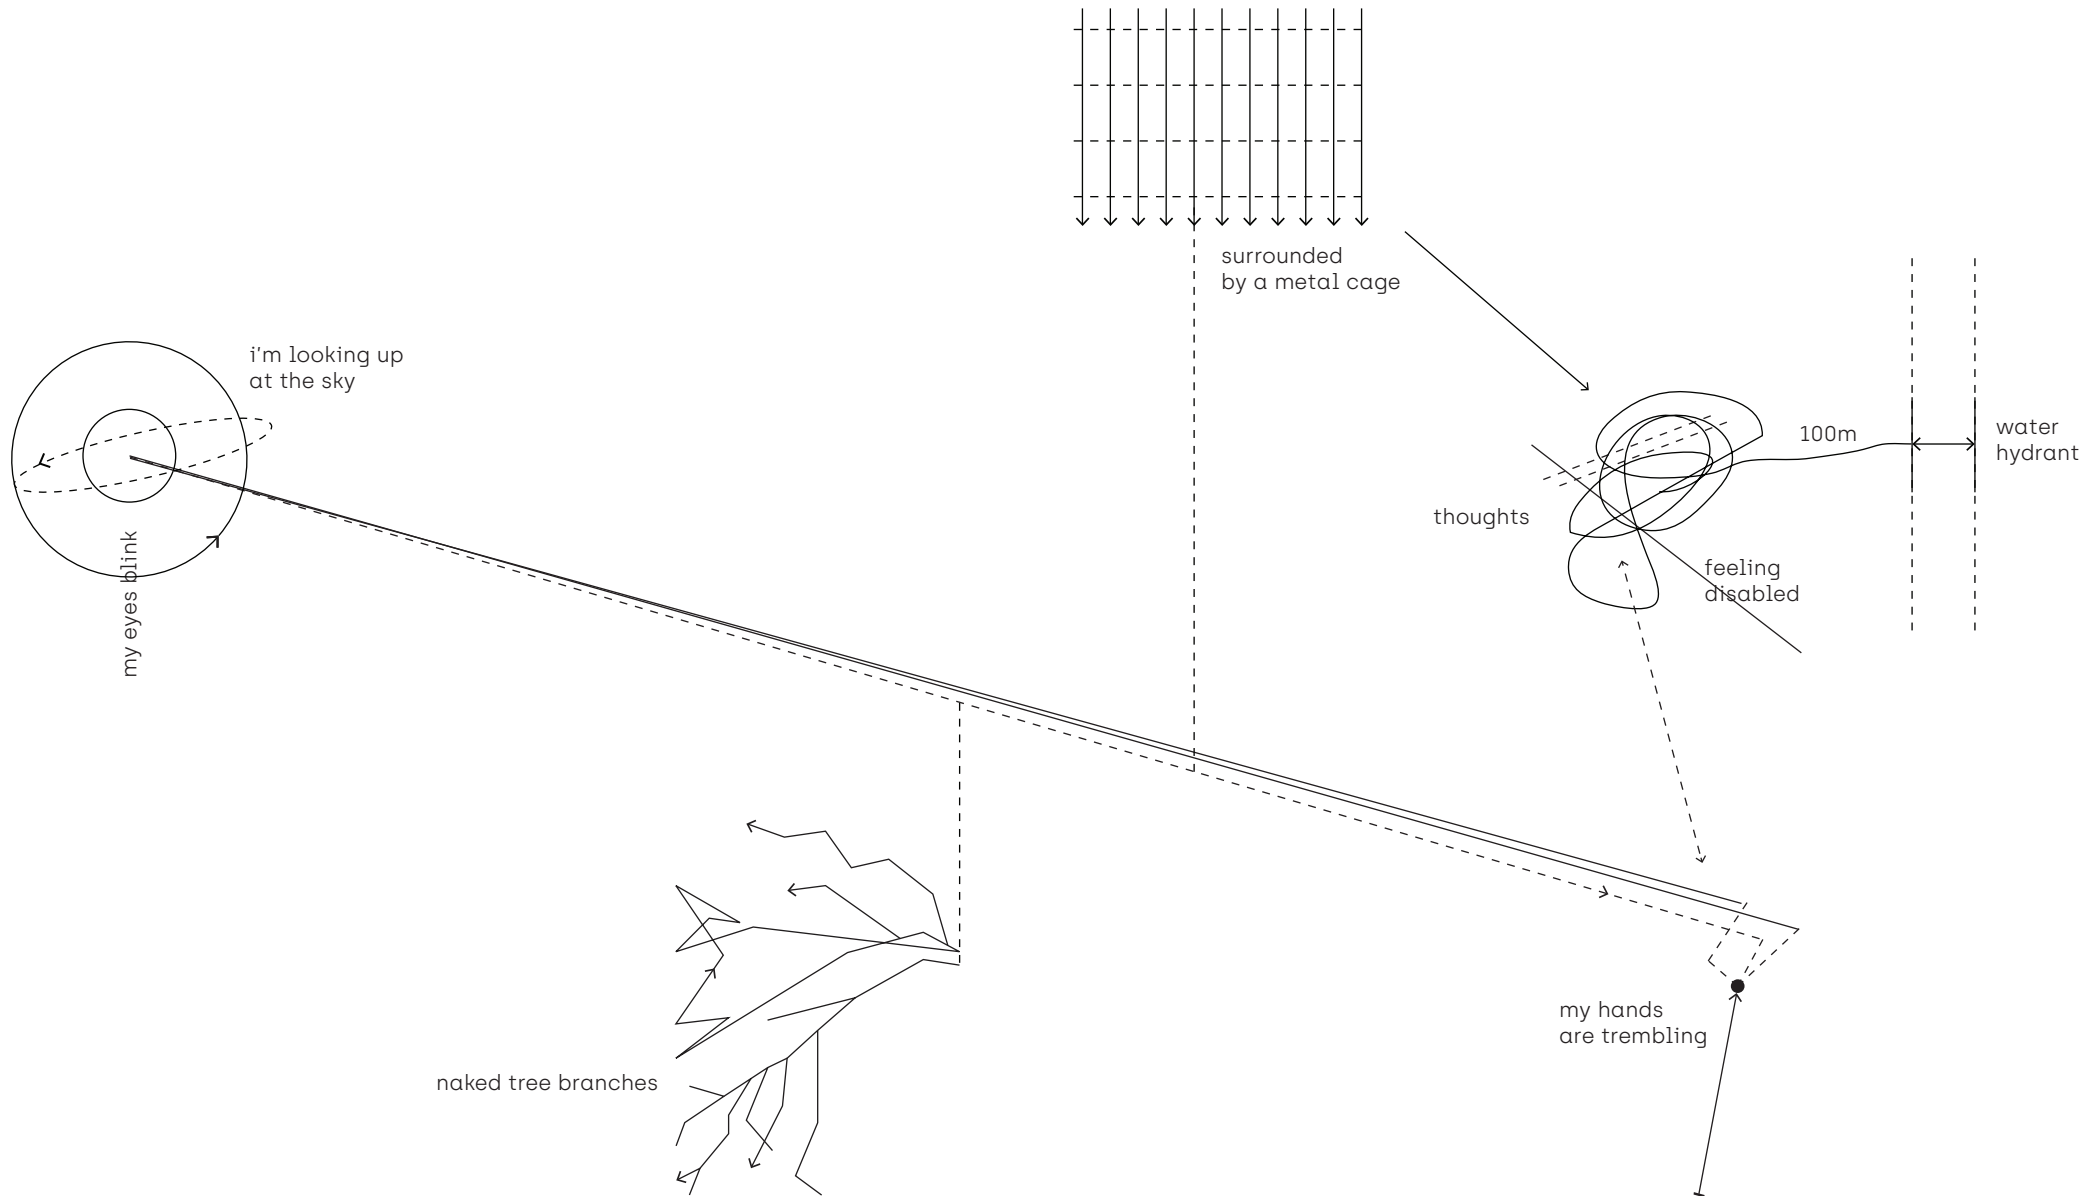 surrounded
by a metal cage
i'm looking up
at the sky
my eyes blink
100m
water
hydrant
thoughts
feeling
disabled
my hands
are trembling
naked tree branches